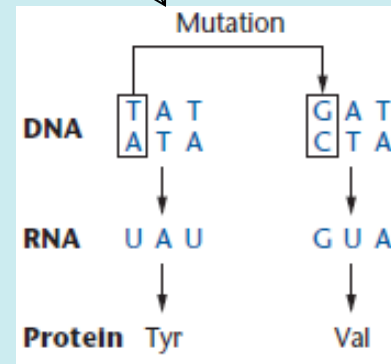 Mutation
T A T G A T
DNA
A T A C T A
RNA U A U G U A
Protein Tyr Val